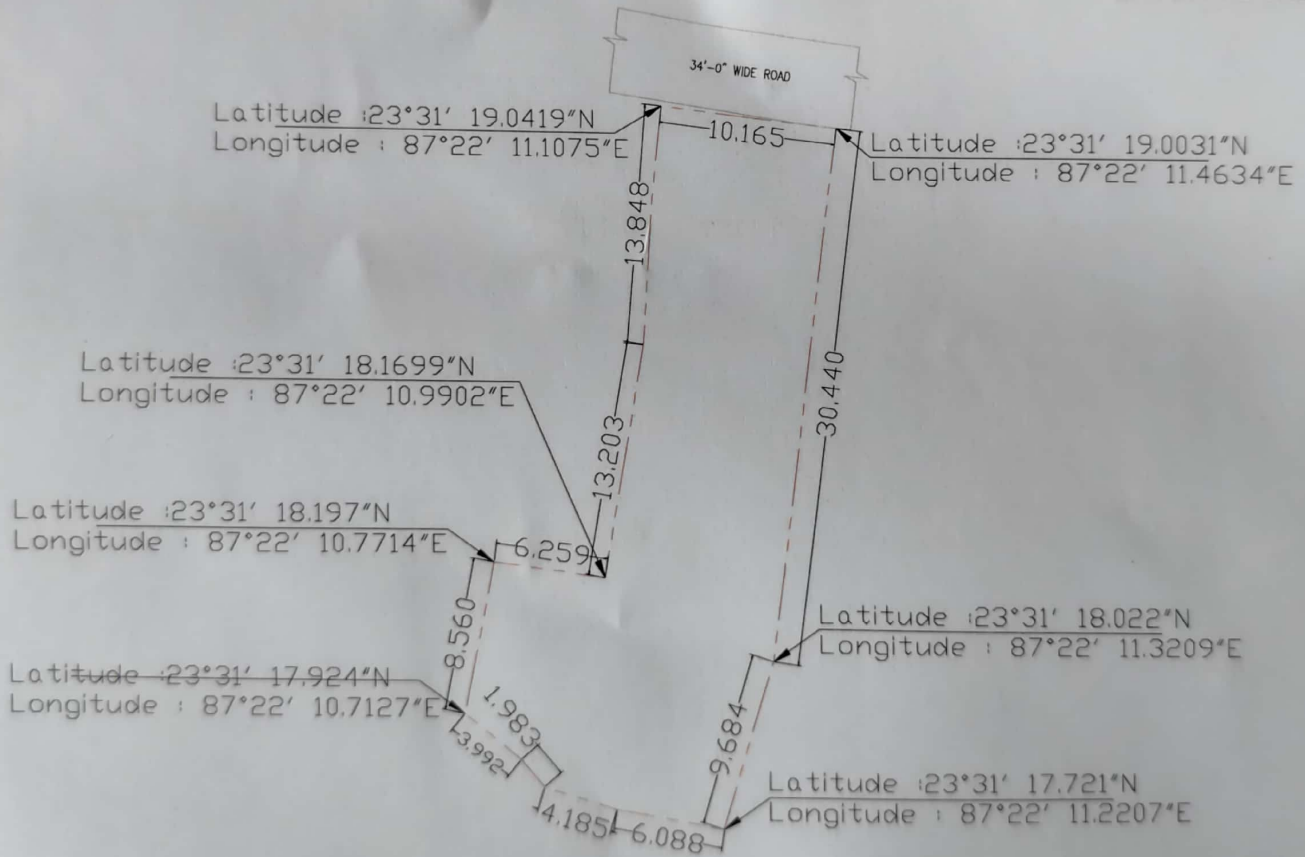 34'-0" WIDE ROAD
Latitude :23°31' 19.0419"N
Longitude : 87°22' 11.1075"E
10.165
Latitude :23°31' 19.0031"N
Longitude : 87°22' 11.4634"E
13.848
Latitude :23°31' 18.1699"N
Longitude : 87°22' 10.9902"E
30.440
13.203
Latitude :23°31' 18.197"N
Longitude : 87°22' 10.7714"E
6.259
8.560
Latitude :23°31' 18.022"N
Longitude : 87°22' 11.3209"E
Latitude :23°31' 17.924"N
Longitude : 87°22' 10.7127"E
1.983
3.992
9.684
Latitude :23°31' 17.721"N
Longitude : 87°22' 11.2207"E
4.185
6.088